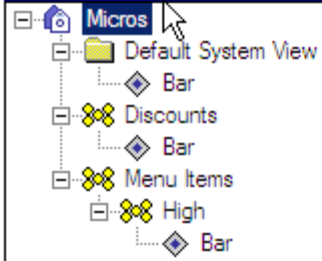 Micros
Default System View
Bar
Discounts
Bar
Menu Items
High
Bar